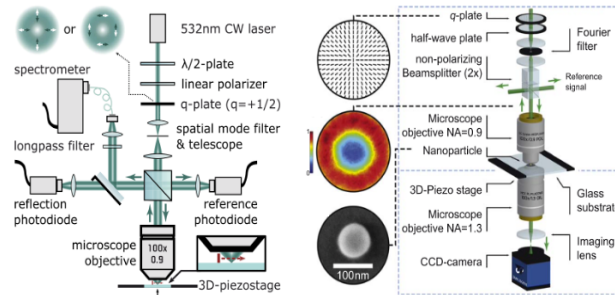 or
532nm CW laser
spectrometer
λ/2-plate
linear polarizer
q-plate (q=+1/2)
spatial mode filter
& telescope
longpass filter
reflection
photodiode
reference
photodiode
microscope
objective
100x
0.9
3D-piezostage
q-plate
half-wave plate
Fourier
filter
non-polarizing
Beamsplitter (2x)
Reference
signal
Microscope
objective NA=0.9
Nanoparticle
3D-Piezo stage
Glass
substrat
Microscope
objective NA=1.3
Imaging
lens
CCD-camera
1
0
100nm